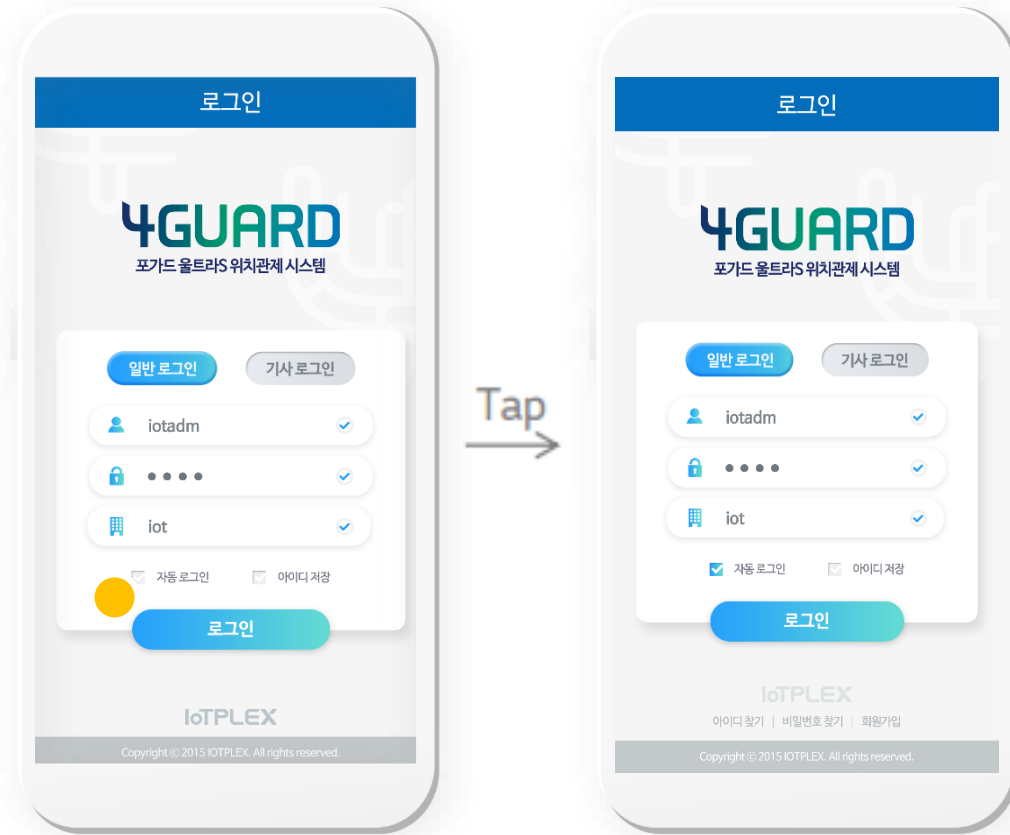 로그인
4GUARD
포가드 울트라S 위치관제 시스템
일반 로그인 기사 로그인
iotadm
iot
자동 로그인 아이디 저장
로그인
IoTPLEX
Copyright © 2015 IOTPLEX. All rights reserved.
Tap
로그인
4GUARD
포가드 울트라S 위치관제 시스템
일반 로그인 기사 로그인
iotadm
iot
자동 로그인 아이디 저장
로그인
IoTPLEX
아이디 찾기 | 비밀번호 찾기 | 회원가입
Copyright © 2015 IOTPLEX. All rights reserved.